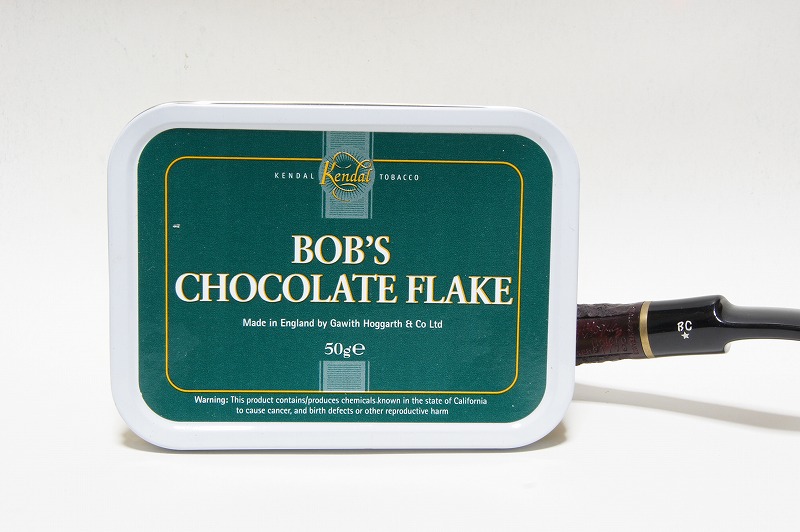 KENDAL Kendal TOBACCO
BOB'S
CHOCOLATE FLAKE
Made in England by Gawith Hoggarth & Co Ltd
50g℮
BC
Warning: This product contains/produces chemicals known in the state of California
to cause cancer, and birth defects or other reproductive harm